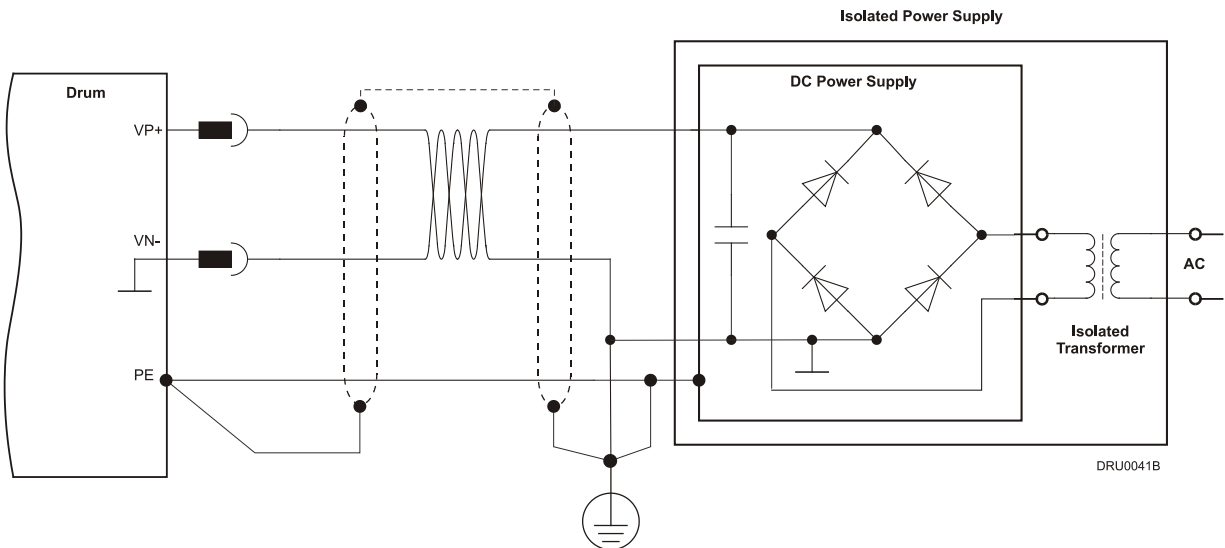 Isolated Power Supply
DC Power Supply
Drum
VP+
VN-
AC
Isolated
Transformer
PE
DRU0041B